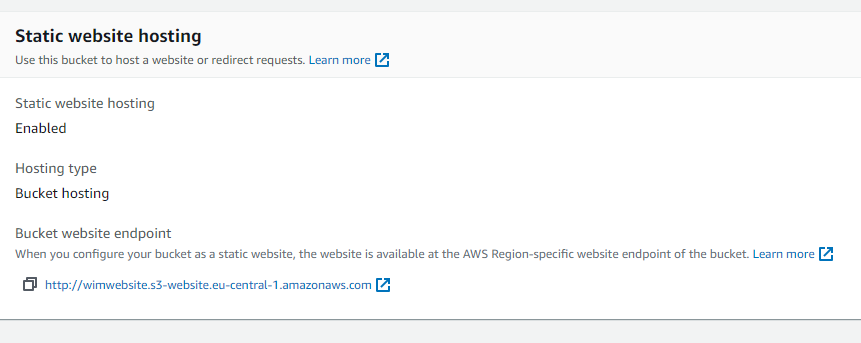 Static website hosting
Use this bucket to host a website or redirect requests. Learn more
Static website hosting
Enabled
Hosting type
Bucket hosting
Bucket website endpoint
When you configure your bucket as a static website, the website is available at the AWS Region-specific website endpoint of the bucket. Learn more
http://wimwebsite.s3-website.eu-central-1.amazonaws.com